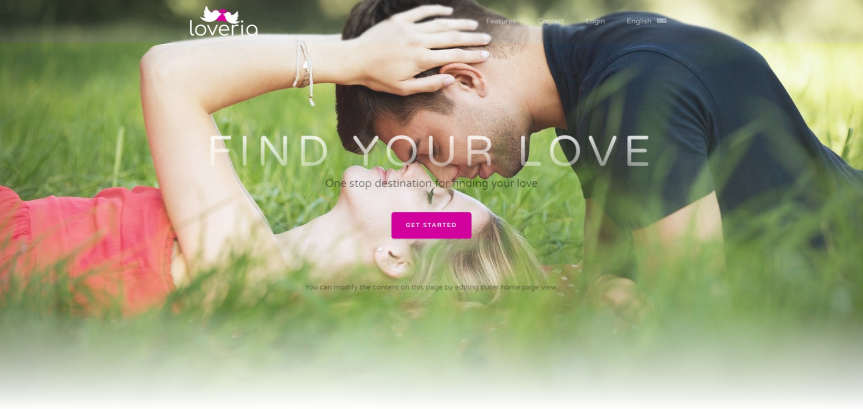 loveria
Features Contact Login English
FIND YOUR LOVE
One stop destination for finding your love
GET STARTED
You can modify the content on this page by editing outer home page view